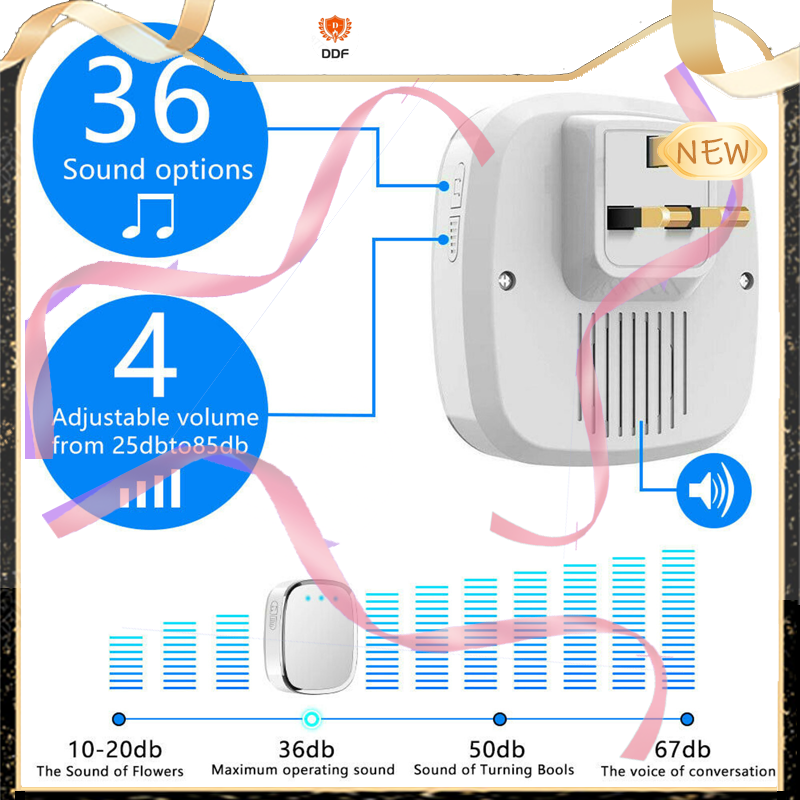 DDF
36
Sound options
NEW
4
Adjustable volume
from 25dbto85db
10-20db
The Sound of Flowers
36db
Maximum operating sound
50db
Sound of Turning Bools
67db
The voice of conversation